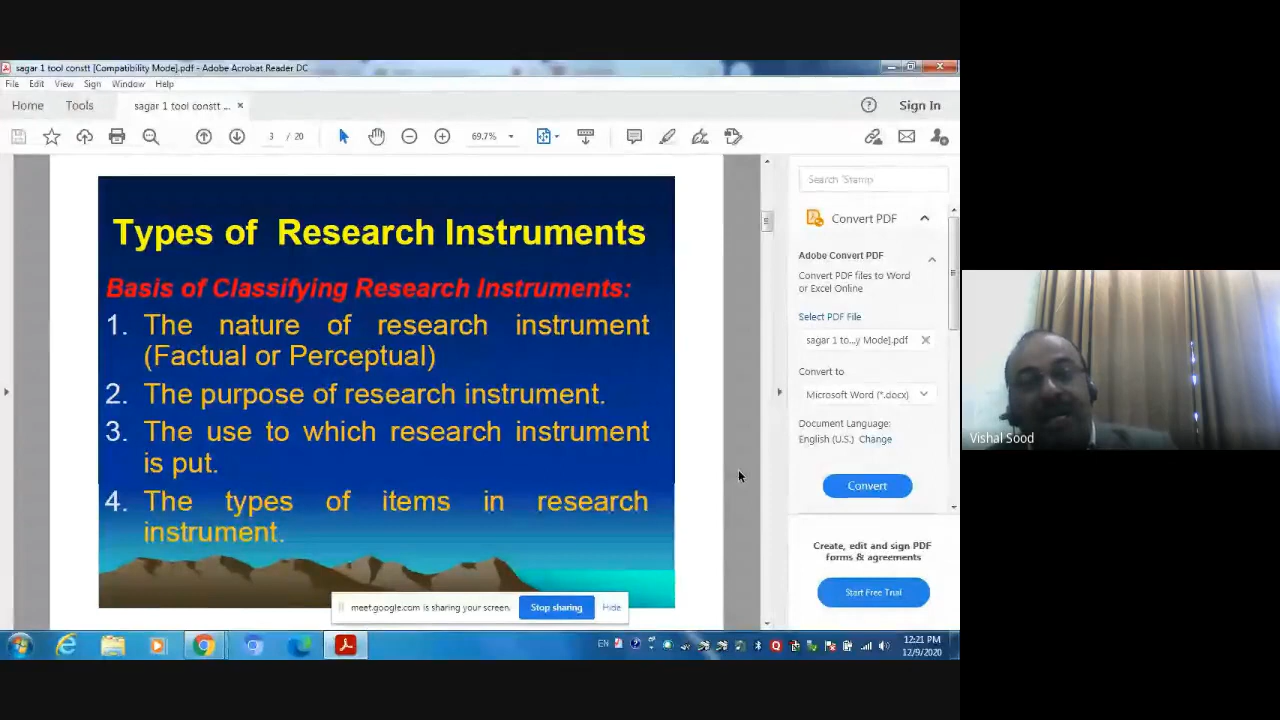 sagar 1 tool constt [Compatibility Mode].pdf - Adobe Acrobat Reader DC
File Edit View Sign Window Help
Home Tools sagar 1 tool constt ... × Sign In
3 / 20 69.7%
Types of Research Instruments
Basis of Classifying Research Instruments:
1. The nature of research instrument
(Factual or Perceptual)
2. The purpose of research instrument.
3. The use to which research instrument
is put.
4. The types of items in research
instrument.
Search 'Stamp
Convert PDF
Adobe Convert PDF
Convert PDF files to Word
or Excel Online
Select PDF File
sagar 1 to...y Mode].pdf
Convert to
Microsoft Word (*.docx)
Document Language:
English (U.S.) Change
Convert
Create, edit and sign PDF
forms & agreements
Start Free Trial
meet.google.com is sharing your screen. Stop sharing Hide
EN
12:21 PM
12/9/2020
Vishal Sood